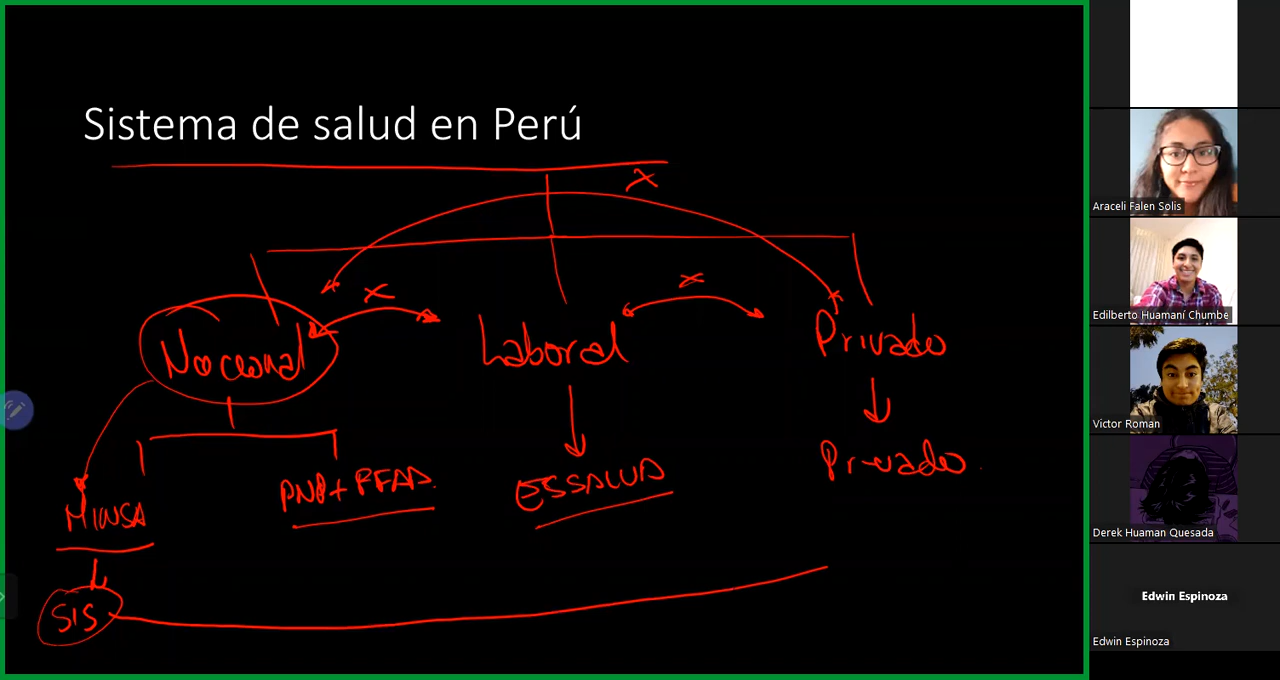 Sistema de salud en Perú
x
x
x
Nacional
Laboral
Privado
MINSA
PNP + FFAA.
ESSALUD
Privado
SIS
Araceli Falen Solis
Edilberto Huamaní Chumbe
Victor Roman
Derek Huaman Quesada
Edwin Espinoza
Edwin Espinoza